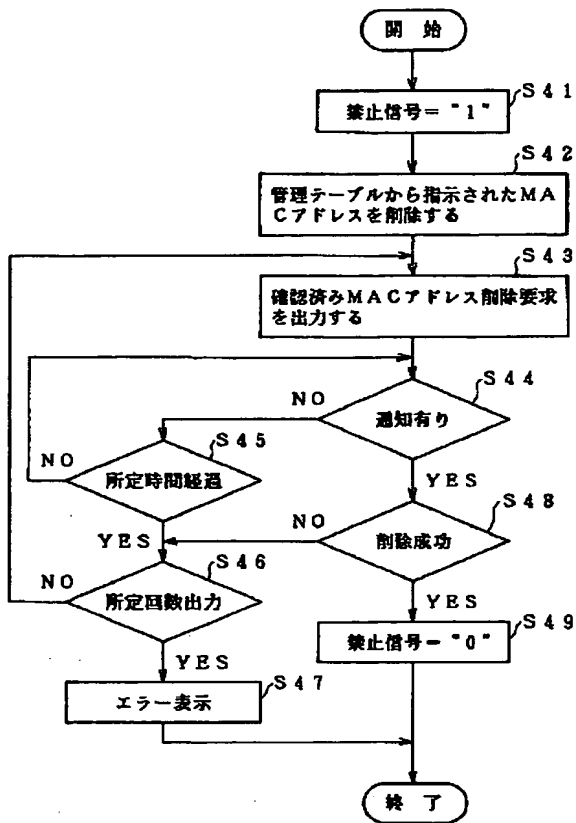 開 始
S41
禁止信号=“1”
S42
管理テーブルから指示されたMA
Cアドレスを削除する
S43
確認済みMACアドレス削除要求
を出力する
S44
NO
通知有り
S45
NO
YES
所定時間経過
S48
NO
YES
削除成功
S46
NO
所定回数出力
YES
S49
禁止信号="0"
YES
S47
エラー表示
終 了